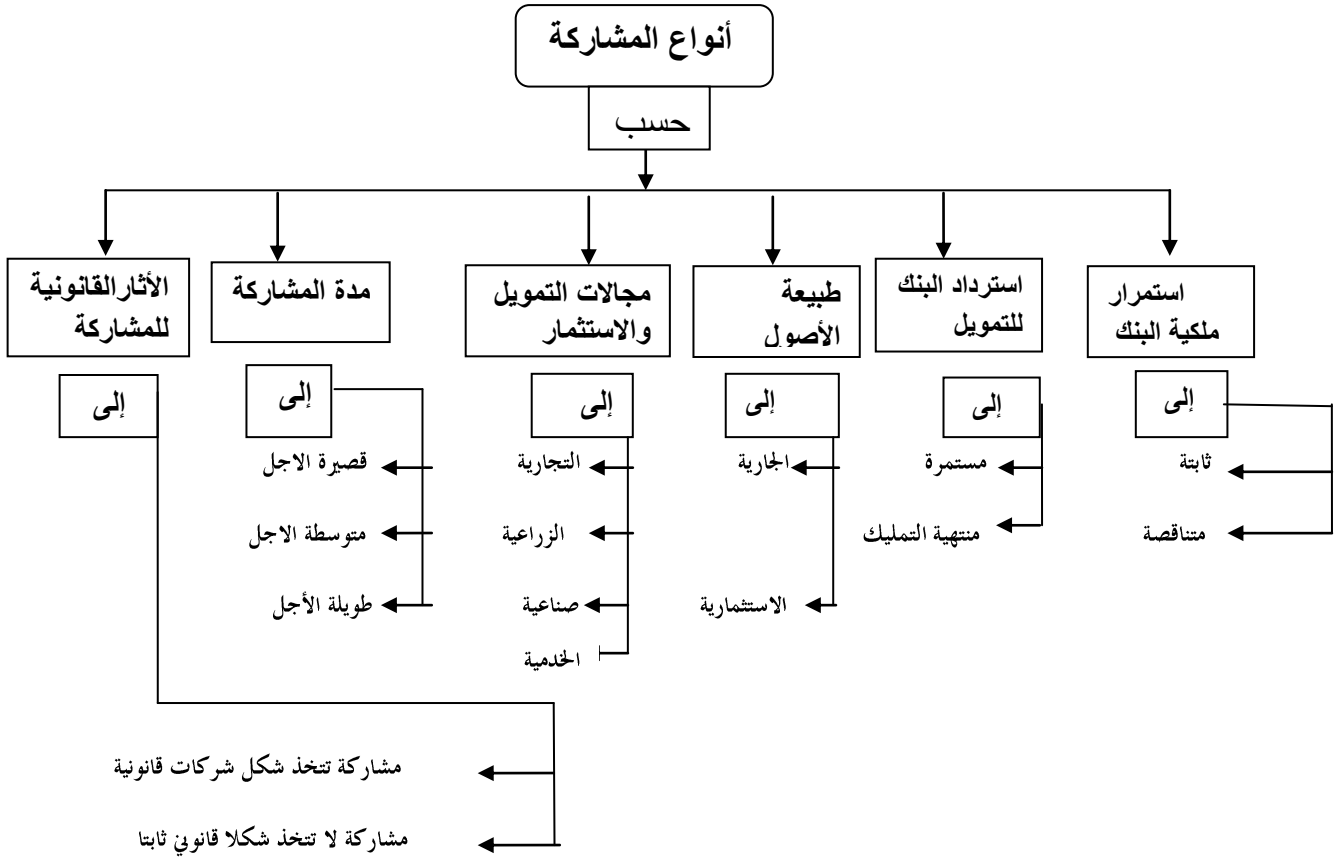 أنواع المشاركة
حسب
استمرار
ملكية البنك
إلى
ثابتة
متناقصة
استرداد البنك
للتمويل
إلى
مستمرة
منتهية التمليك
طبيعة
الأصول
إلى
الجارية
الاستثمارية
مجالات التمويل
والاستثمار
إلى
التجارية
الزراعية
صناعية
الخدمية
مدة المشاركة
إلى
قصيرة الاجل
متوسطة الاجل
طويلة الأجل
الأثارالقانونية
للمشاركة
إلى
مشاركة تتخذ شكل شركات قانونية
مشاركة لا تتخذ شكلا قانوني ثابتا